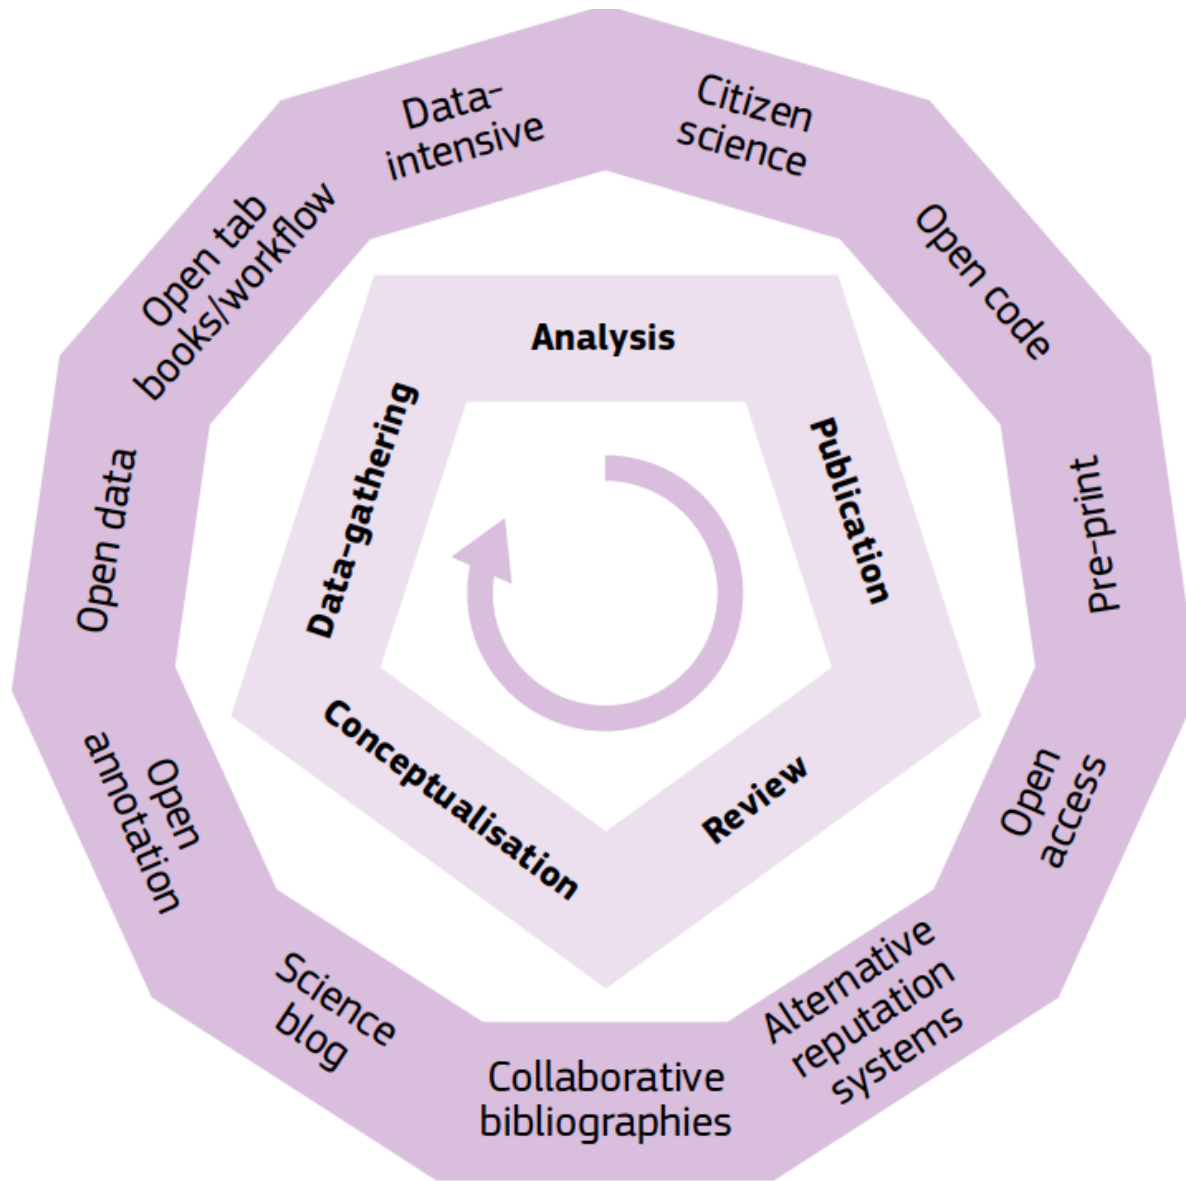 Data-
intensive
Citizen
science
Open code
Pre-print
Open
access
Alternative
reputation
systems
Collaborative
bibliographies
Science
blog
Open
annotation
Open data
Open tab
books/workflow
Analysis
Publication
Review
Conceptualisation
Data-gathering